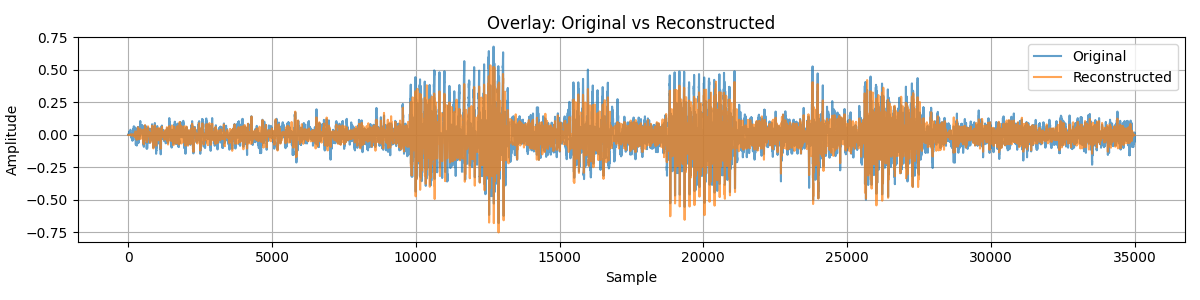 Overlay: Original vs Reconstructed
0.75
0.50
0.25
0.00
−0.25
−0.50
−0.75
Amplitude
Original
Reconstructed
0 5000 10000 15000 20000 25000 30000 35000
Sample